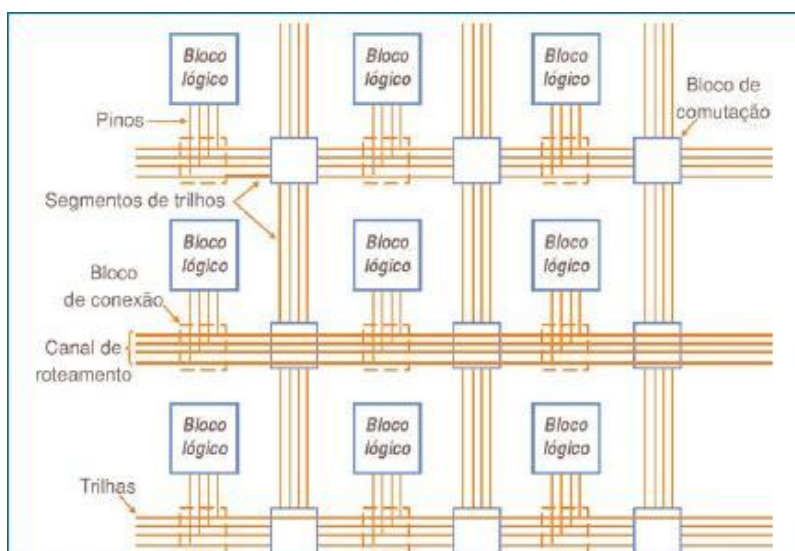 Bloco
lógico
Bloco
lógico
Bloco
lógico
Bloco de
comutação
Pinos
Segmentos de trilhos
Bloco
lógico
Bloco
lógico
Bloco
lógico
Bloco
de conexão
Canal de
roteamento
Bloco
lógico
Bloco
lógico
Bloco
lógico
Trilhas